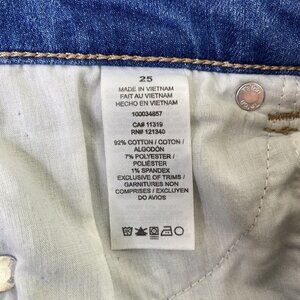 25
MADE IN VIETNAM
FAIT AU VIETNAM
HECHO EN VIETNAM
100034857
CA# 11319
RN# 121340
92% COTTON / COTON /
ALGODÓN
7% POLYESTER /
POLIÉSTER
1% SPANDEX
EXCLUSIVE OF TRIMS /
GARNITURES NON
COMPRISES / EXCLUYEN
DO AVIOS